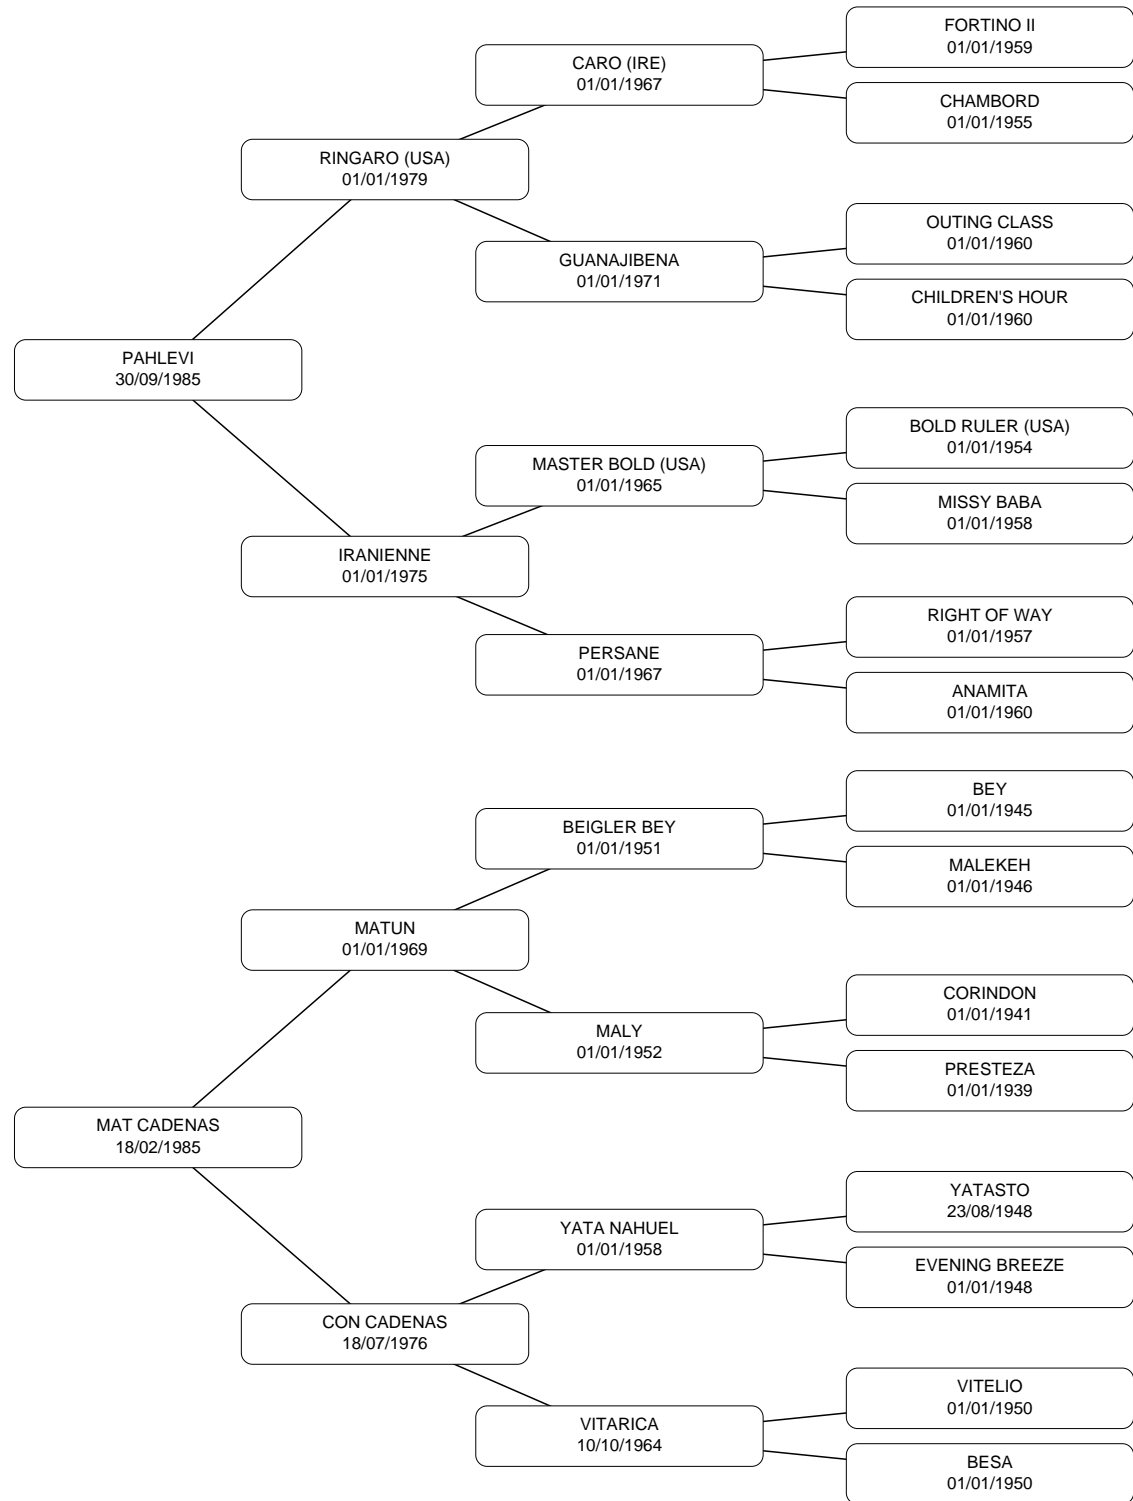 FORTINO II
01/01/1959
CARO (IRE)
01/01/1967
CHAMBORD
01/01/1955
RINGARO (USA)
01/01/1979
OUTING CLASS
01/01/1960
GUANAJIBENA
01/01/1971
CHILDREN'S HOUR
01/01/1960
PAHLEVI
30/09/1985
BOLD RULER (USA)
01/01/1954
MASTER BOLD (USA)
01/01/1965
MISSY BABA
01/01/1958
IRANIENNE
01/01/1975
RIGHT OF WAY
01/01/1957
PERSANE
01/01/1967
ANAMITA
01/01/1960
BEY
01/01/1945
BEIGLER BEY
01/01/1951
MALEKEH
01/01/1946
MATUN
01/01/1969
CORINDON
01/01/1941
MALY
01/01/1952
PRESTEZA
01/01/1939
MAT CADENAS
18/02/1985
YATASTO
23/08/1948
YATA NAHUEL
01/01/1958
EVENING BREEZE
01/01/1948
CON CADENAS
18/07/1976
VITELIO
01/01/1950
VITARICA
10/10/1964
BESA
01/01/1950